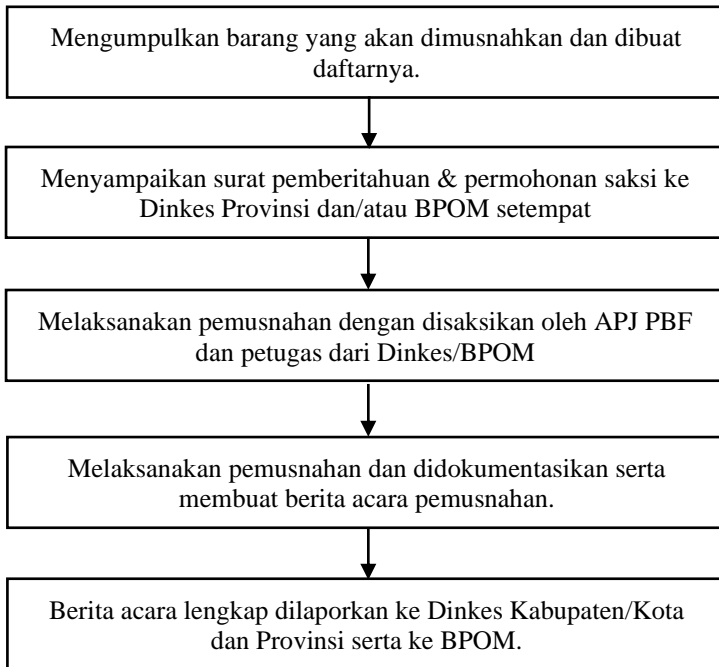 Mengumpulkan barang yang akan dimusnahkan dan dibuat
daftarnya.
Menyampaikan surat pemberitahuan & permohonan saksi ke
Dinkes Provinsi dan/atau BPOM setempat
Melaksanakan pemusnahan dengan disaksikan oleh APJ PBF
dan petugas dari Dinkes/BPOM
Melaksanakan pemusnahan dan didokumentasikan serta
membuat berita acara pemusnahan.
Berita acara lengkap dilaporkan ke Dinkes Kabupaten/Kota
dan Provinsi serta ke BPOM.